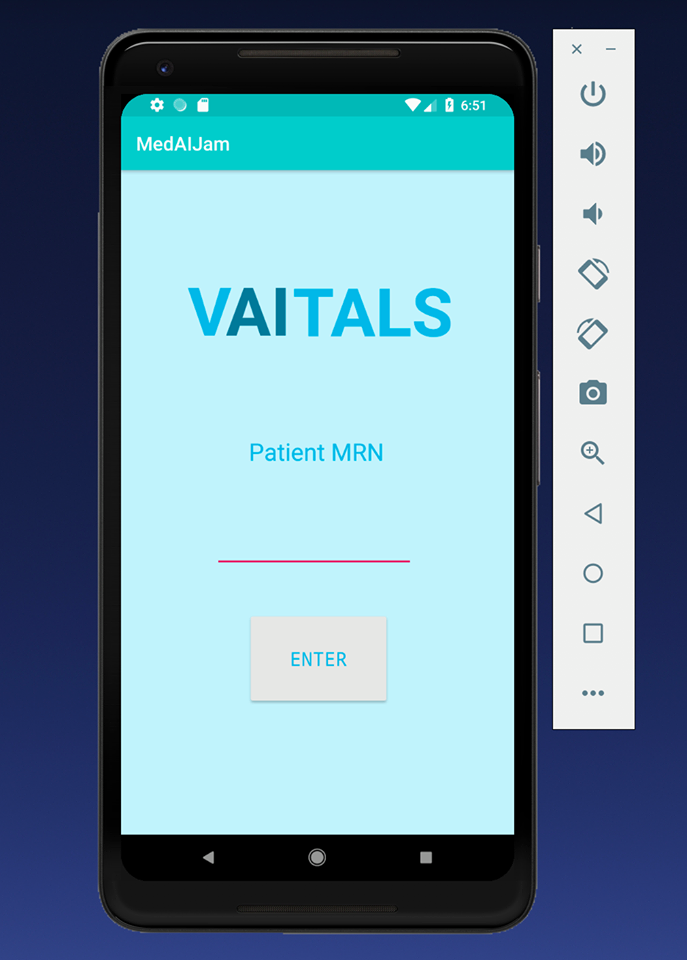 6:51
MedAIJam
VAITALS
Patient MRN
ENTER